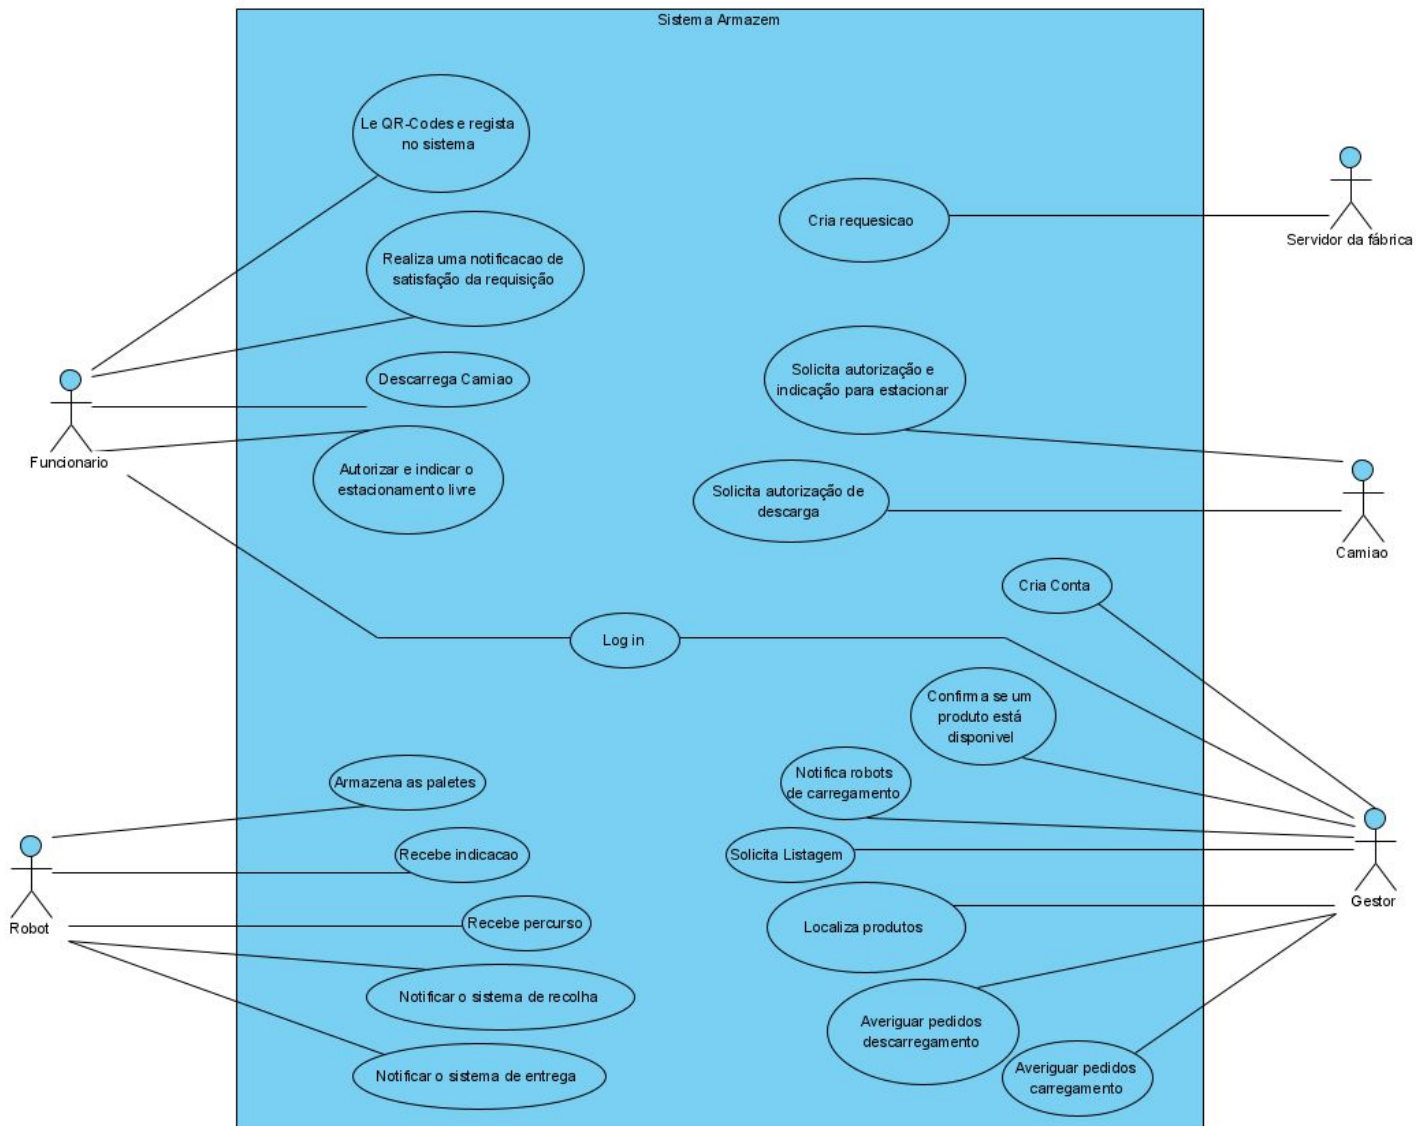 Sistema Armazem
Le QR-Codes e regista
no sistema
Cria requesicao
Servidor da fábrica
Realiza uma notificacao de
satisfação da requisição
Descarrega Camiao
Solicita autorização e
indicação para estacionar
Funcionario
Autorizar e indicar o
estacionamento livre
Solicita autorização de
descarga
Camiao
Cria Conta
Log in
Confirma se um
produto está
disponivel
Armazena as paletes
Notifica robots
de carregamento
Recebe indicacao
Solicita Listagem
Gestor
Robot
Recebe percurso
Localiza produtos
Notificar o sistema de recolha
Averiguar pedidos
descarregamento
Notificar o sistema de entrega
Averiguar pedidos
carregamento